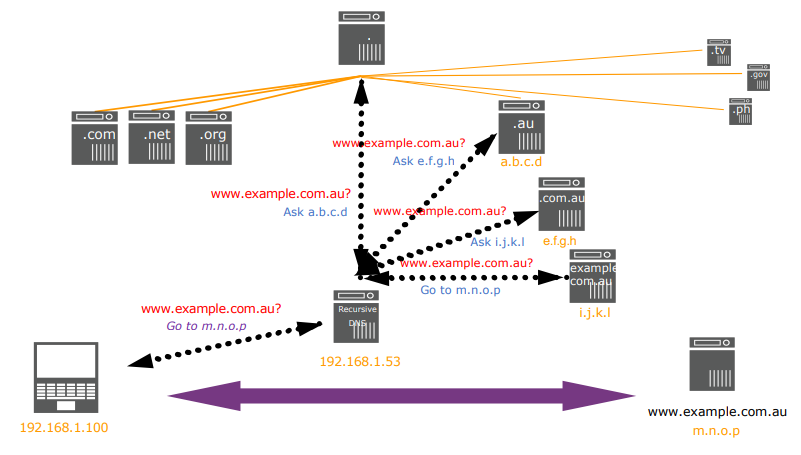 .
.tv
.gov
.ph
.com
.net
.org
.au
a.b.c.d
www.example.com.au?
Ask e.f.g.h
www.example.com.au?
Ask a.b.c.d
.com.au
e.f.g.h
www.example.com.au?
Ask i.j.k.l
www.example.com.au?
Go to m.n.o.p
example.
com.au
i.j.k.l
www.example.com.au?
Go to m.n.o.p
Recursive
DNS
192.168.1.53
192.168.1.100
www.example.com.au
m.n.o.p